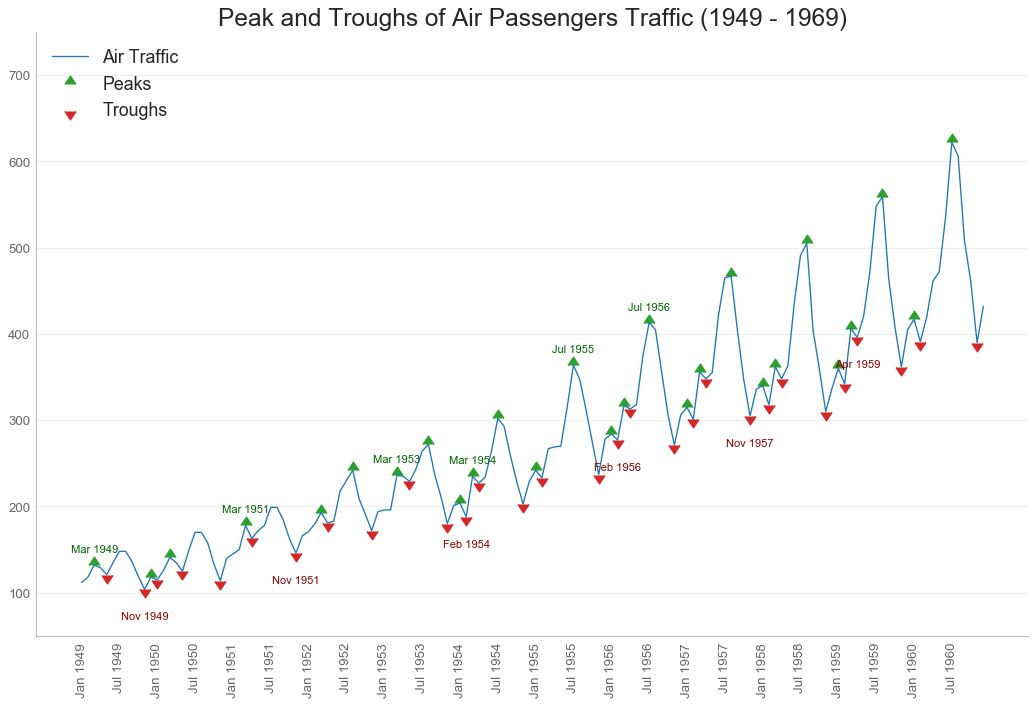 Peak and Troughs of Air Passengers Traffic (1949 - 1969)
Air Traffic
Peaks
Troughs
700
600
500
400
300
200
100
Jul 1956
Jul 1955
Apr 1959
Mar 1953
Mar 1954
Nov 1957
Feb 1956
Mar 1951
Mar 1949
Feb 1954
Nov 1951
Nov 1949
Jan 1949
Jul 1949
Jan 1950
Jul 1950
Jan 1951
Jul 1951
Jan 1952
Jul 1952
Jan 1953
Jul 1953
Jan 1954
Jul 1954
Jan 1955
Jul 1955
Jan 1956
Jul 1956
Jan 1957
Jul 1957
Jan 1958
Jul 1958
Jan 1959
Jul 1959
Jan 1960
Jul 1960